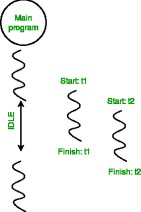 Main
program
Start: t1
Start: t2
IDLE
Finish: t1
Finish: t2